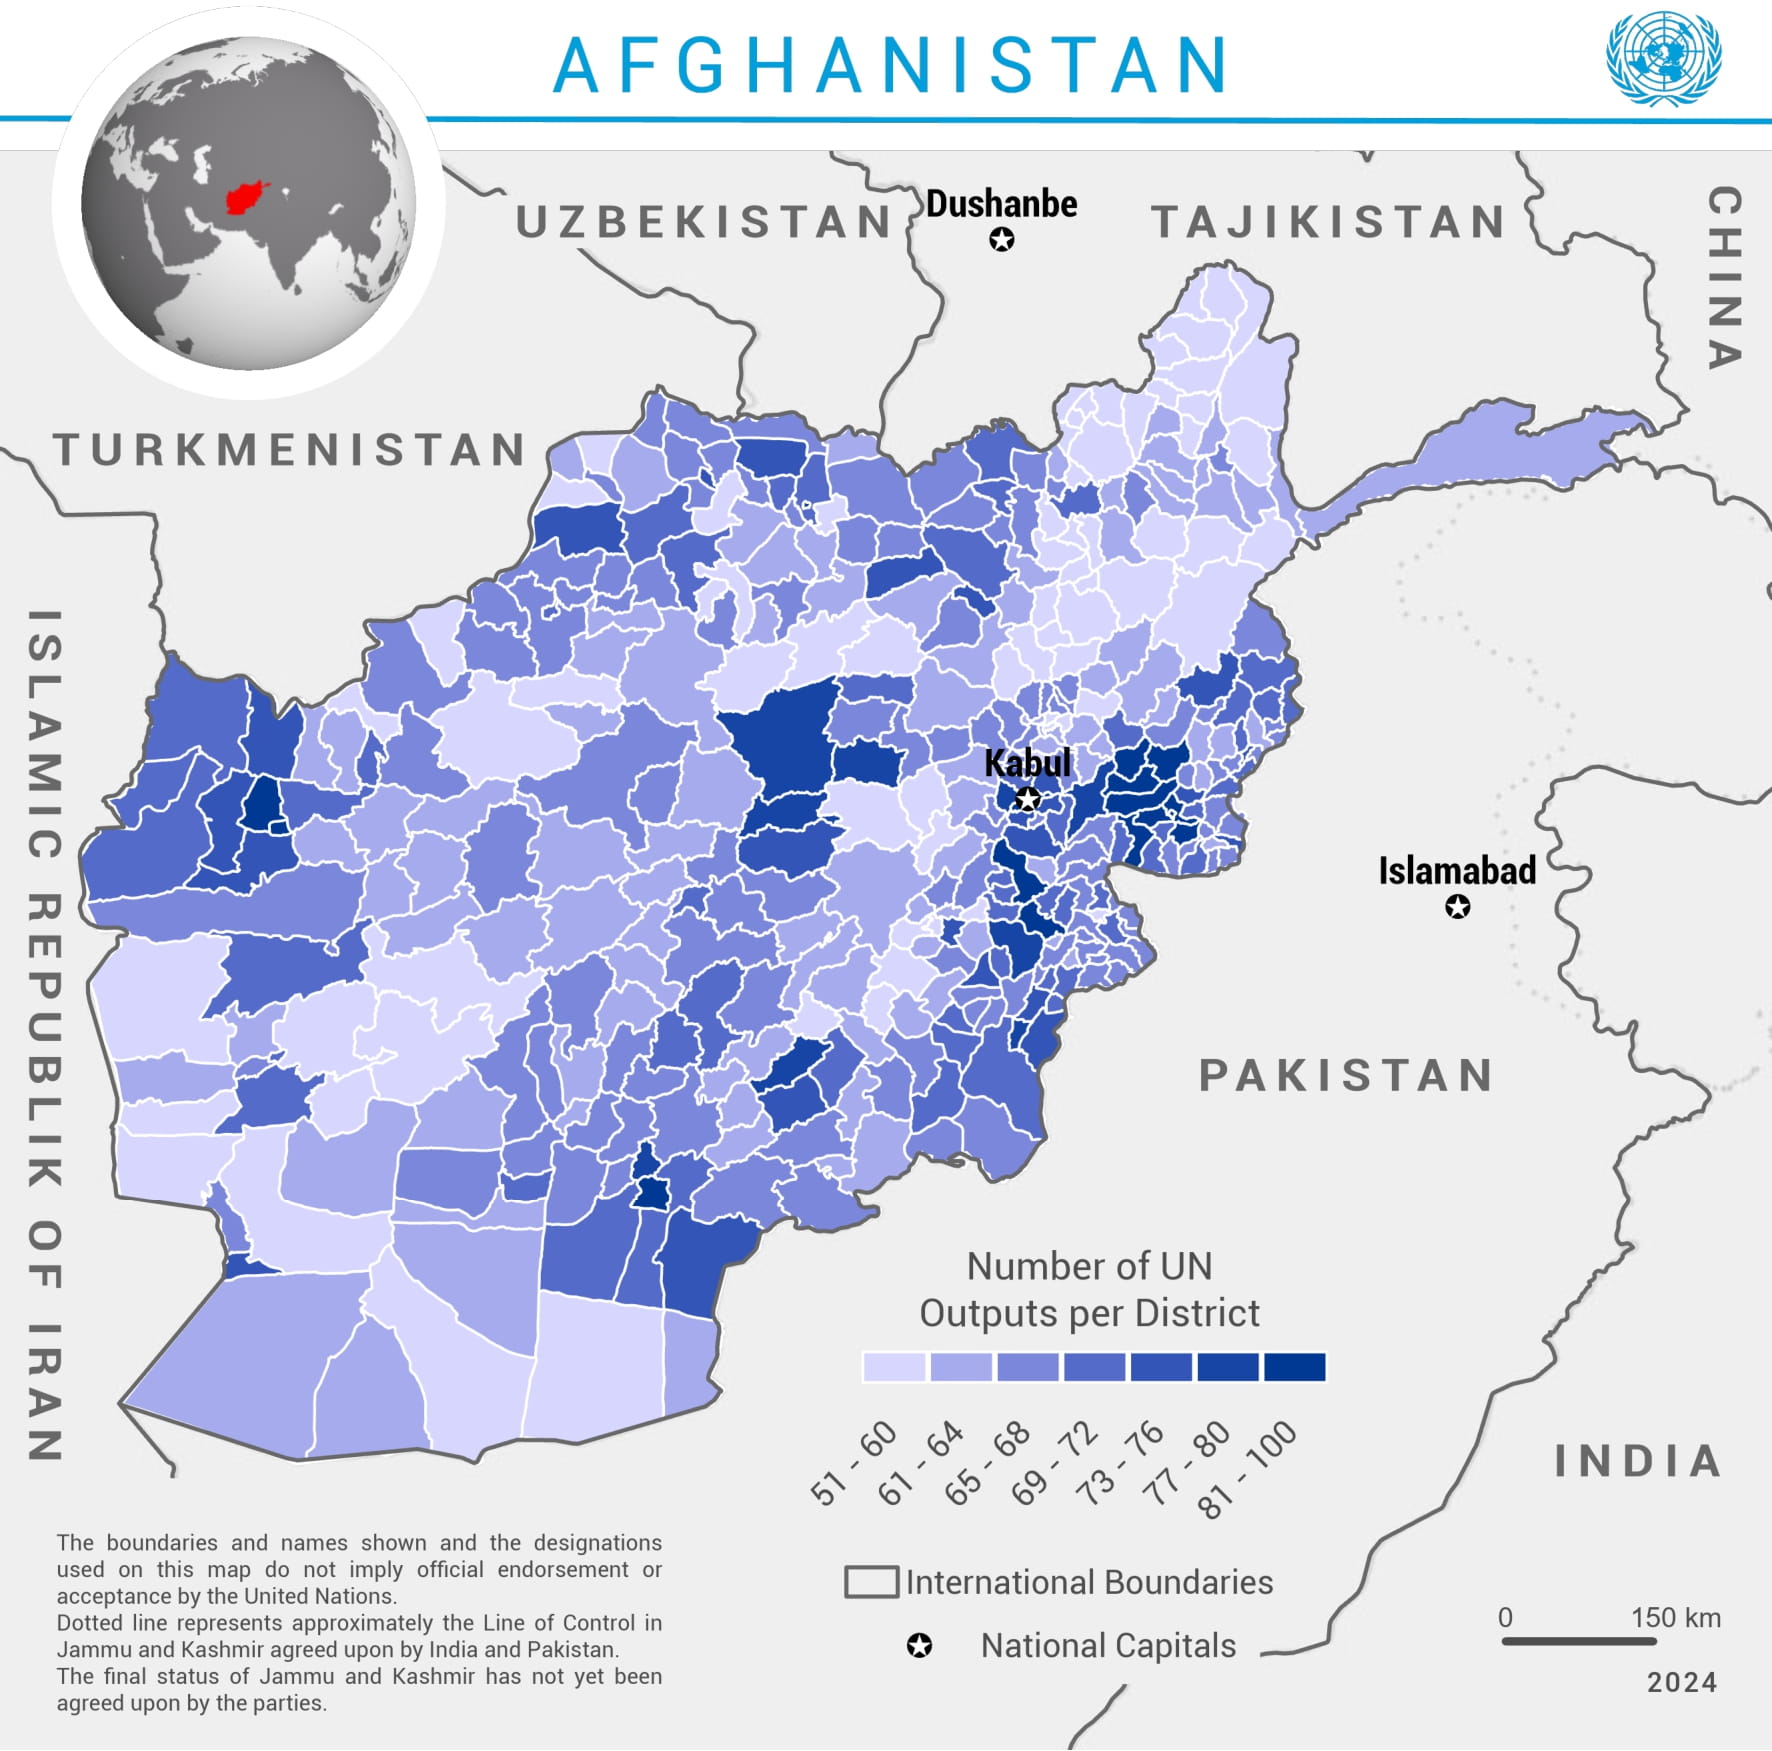 AFGHANISTAN
UZBEKISTAN
Dushanbe
TAJIKISTAN
CHINA
TURKMENISTAN
ISLAMIC REPUBLIK OF IRAN
Kabul
Islamabad
PAKISTAN
INDIA
Number of UN
Outputs per District
51 - 60
61 - 64
65 - 68
69 - 72
73 - 76
77 - 80
81 - 100
International Boundaries
National Capitals
The boundaries and names shown and the designations
used on this map do not imply official endorsement or
acceptance by the United Nations.
Dotted line represents approximately the Line of Control in
Jammu and Kashmir agreed upon by India and Pakistan.
The final status of Jammu and Kashmir has not yet been
agreed upon by the parties.
0 150 km
2024